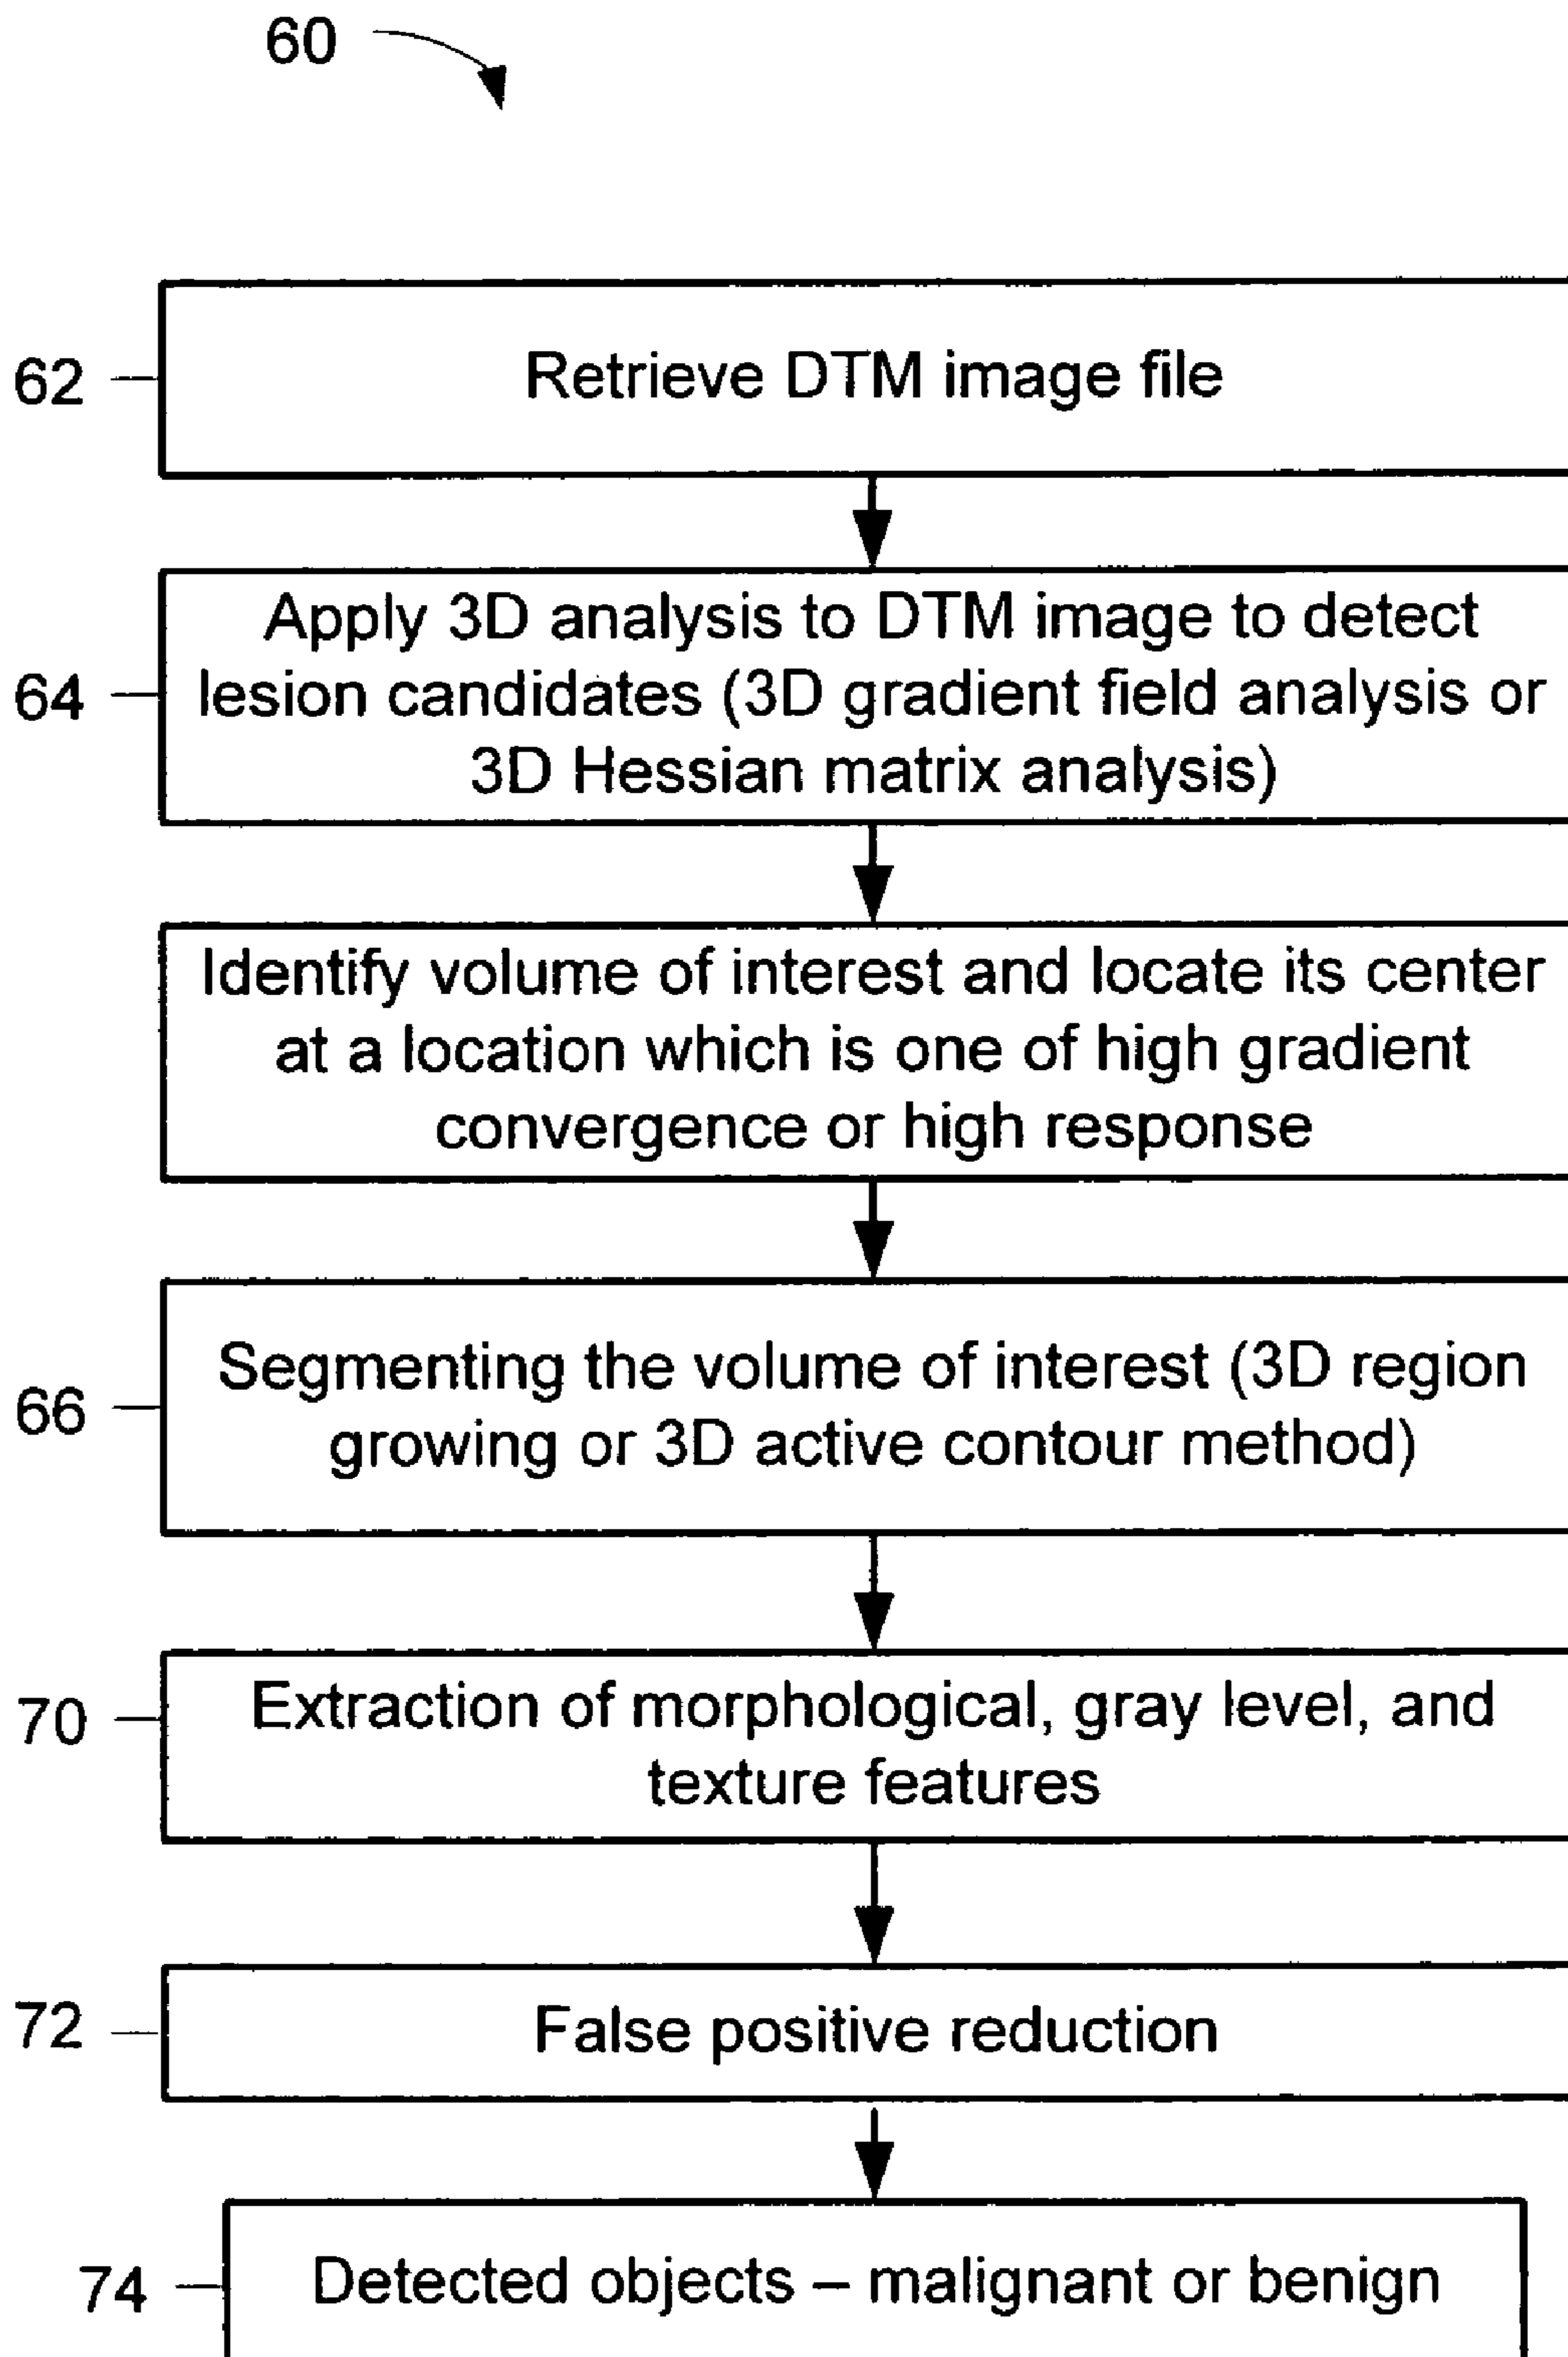 60
62
Retrieve DTM image file
64
Apply 3D analysis to DTM image to detect
lesion candidates (3D gradient field analysis or
3D Hessian matrix analysis)
Identify volume of interest and locate its center
at a location which is one of high gradient
convergence or high response
66
Segmenting the volume of interest (3D region
growing or 3D active contour method)
70
Extraction of morphological, gray level, and
texture features
72
False positive reduction
74
Detected objects – malignant or benign